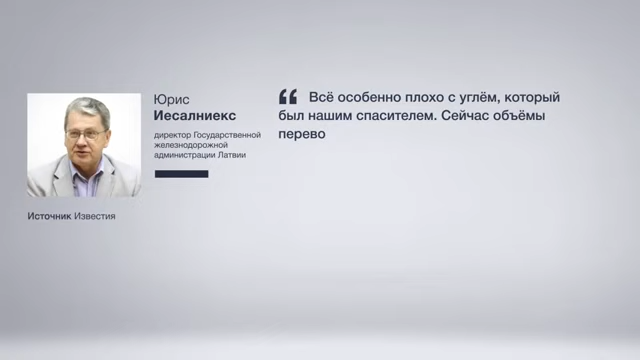 Юрис
Иесалниекс
директор Государственной
железнодорожной
администрации Латвии
Источник Известия
“ Всё особенно плохо с углём, который
был нашим спасителем. Сейчас объёмы
перево